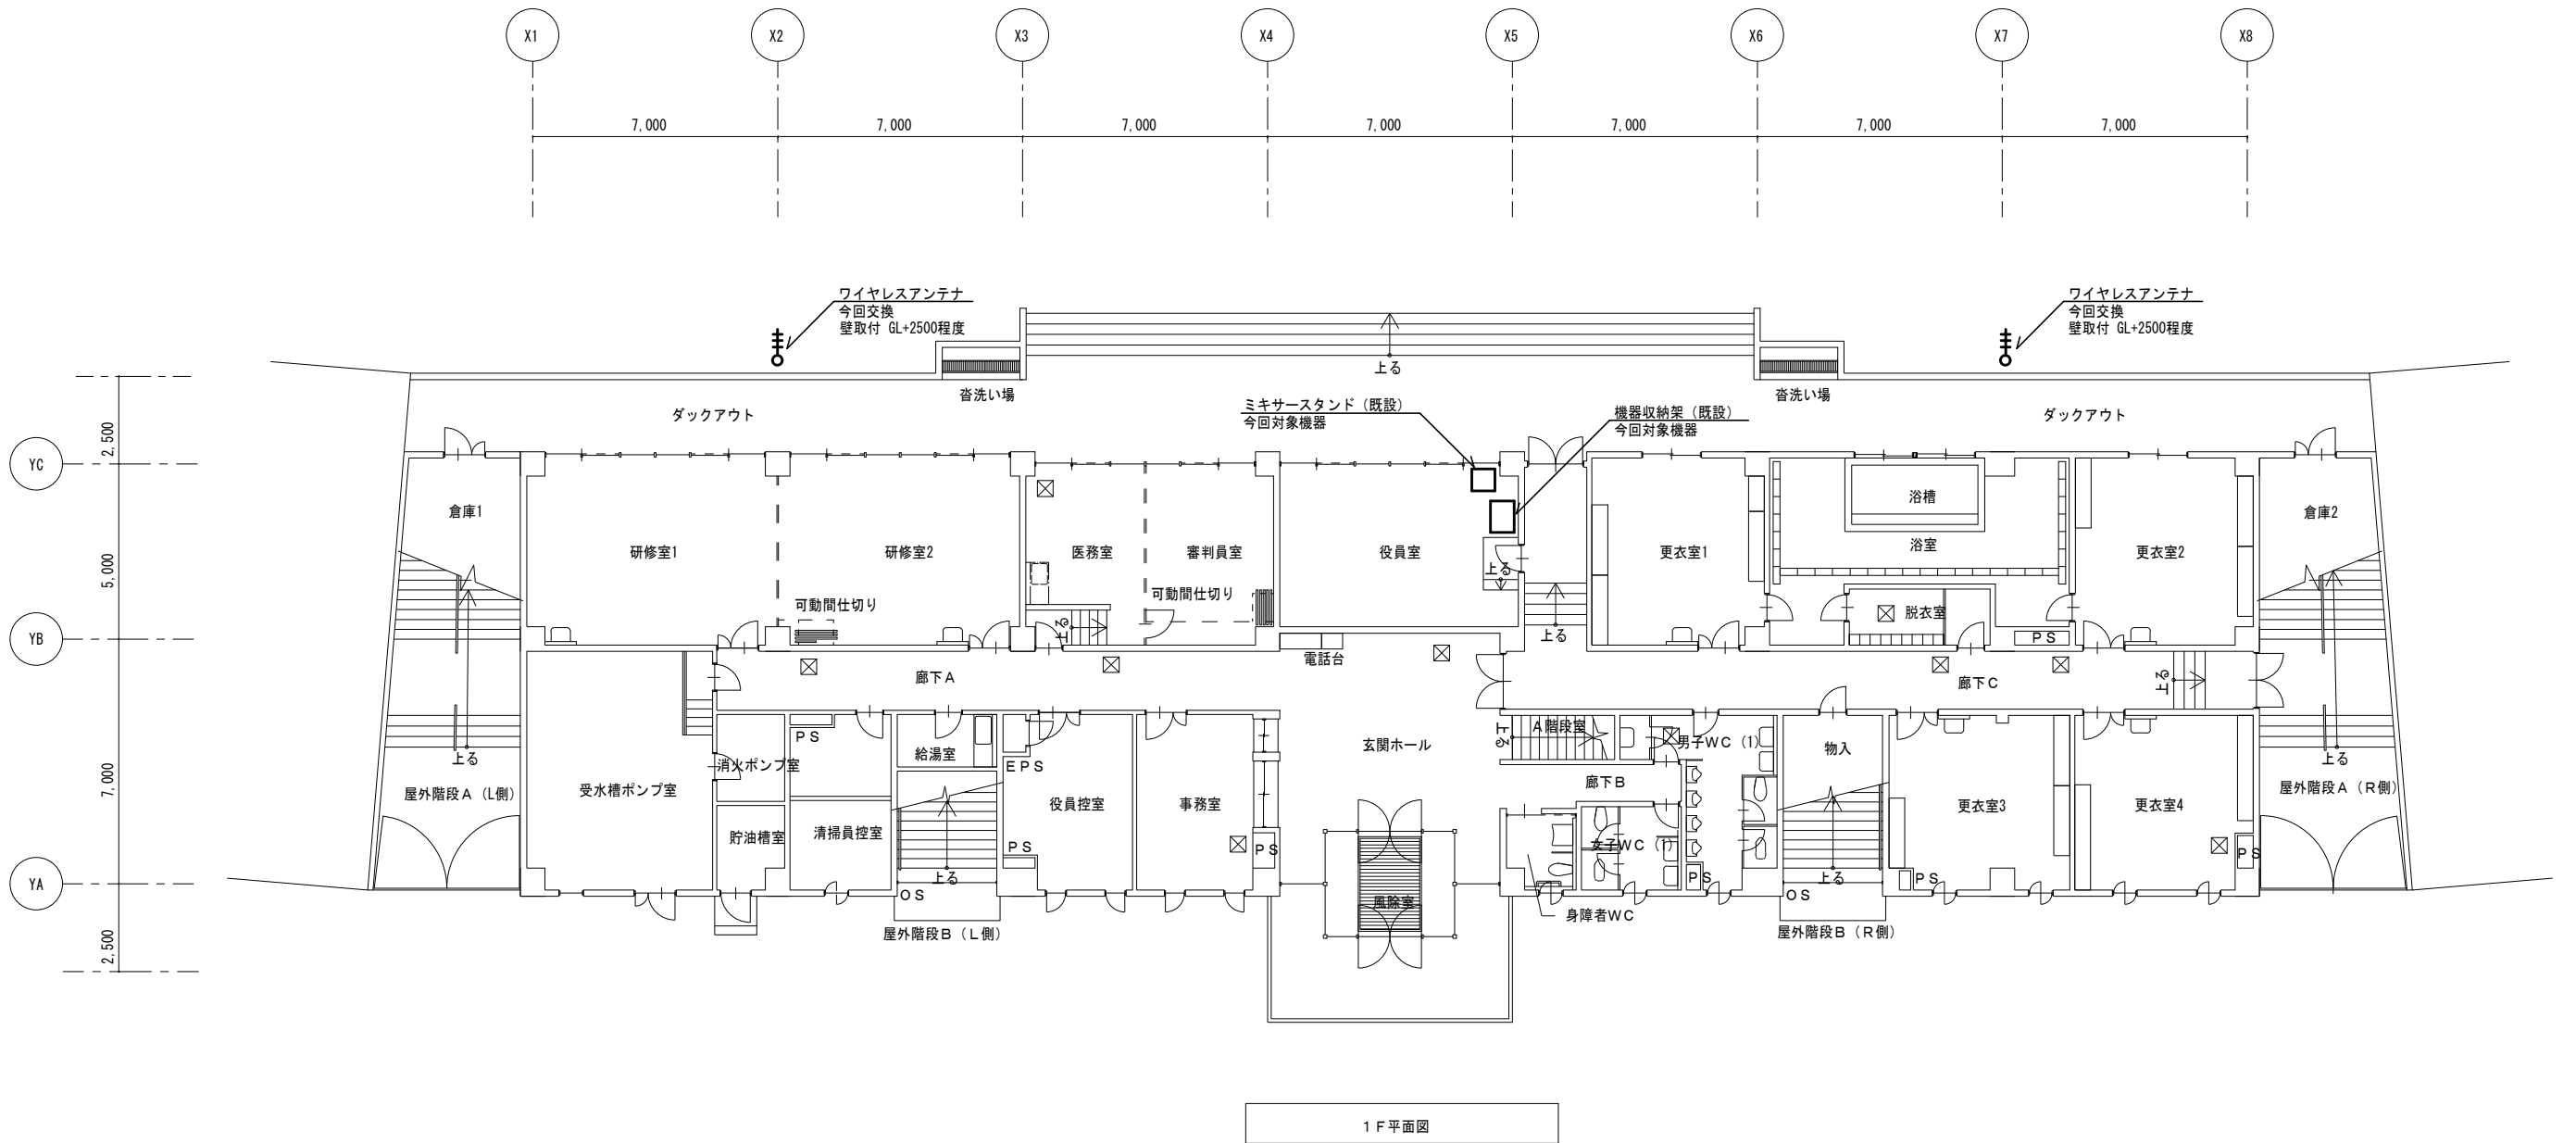 X1
X2
X3
X4
X5
X6
X7
X8
7,000
7,000
7,000
7,000
7,000
7,000
7,000
ワイヤレスアンテナ
今回交換
壁取付 GL+2500程度
ワイヤレスアンテナ
今回交換
壁取付 GL+2500程度
上る
沓洗い場
沓洗い場
ダックアウト
ミキサースタンド（既設）
今回対象機器
機器収納架（既設）
今回対象機器
ダックアウト
2,500
YC
5,000
YB
7,000
YA
2,500
倉庫1
研修室1
研修室2
医務室
審判員室
役員室
更衣室1
浴槽
浴室
更衣室2
倉庫2
可動間仕切り
可動間仕切り
上る
上る
上る
脱衣室
PS
電話台
廊下A
廊下C
上る
上る
屋外階段A（L側）
受水槽ポンプ室
消火ポンプ室
PS
給湯室
EPS
役員控室
事務室
玄関ホール
上る
A階段室
男子WC（1）
廊下B
物入
更衣室3
更衣室4
上る
屋外階段A（R側）
貯油槽室
清掃員控室
PS
PS
女子WC（1）
PS
PS
PS
上る
OS
風除室
身障者WC
上る
OS
屋外階段B（L側）
屋外階段B（R側）
1F平面図